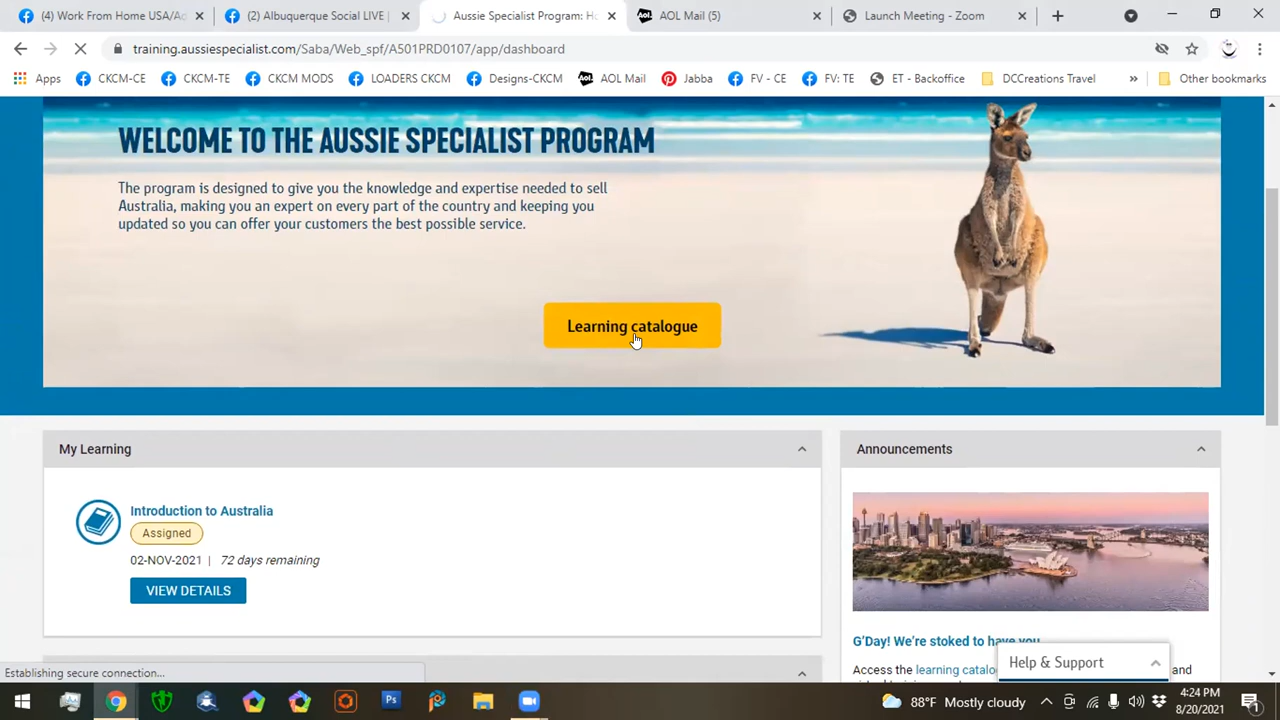 (4) Work From Home USA/Ao
(2) Albuquerque Social LIVE |
Aussie Specialist Program: Ho
AOL Mail (5)
Launch Meeting - Zoom
training.aussiespecialist.com/Saba/Web_spf/A501PRD0107/app/dashboard
Apps
CKCM-CE
CKCM-TE
CKCM MODS
LOADERS CKCM
Designs-CKCM
Aol.
AOL Mail
Jabba
FV - CE
FV: TE
ET - Backoffice
DCCreations Travel
»
Other bookmarks
WELCOME TO THE AUSSIE SPECIALIST PROGRAM
The program is designed to give you the knowledge and expertise needed to sell
Australia, making you an expert on every part of the country and keeping you
updated so you can offer your customers the best possible service.
Learning catalogue
My Learning
Introduction to Australia
Assigned
02-NOV-2021 | 72 days remaining
VIEW DETAILS
Announcements
G'Day! We're stoked to have you
Access the learning catalo
and
Help & Support
Establishing secure connection...
Ps
88°F Mostly cloudy
4:24 PM
8/20/2021
1